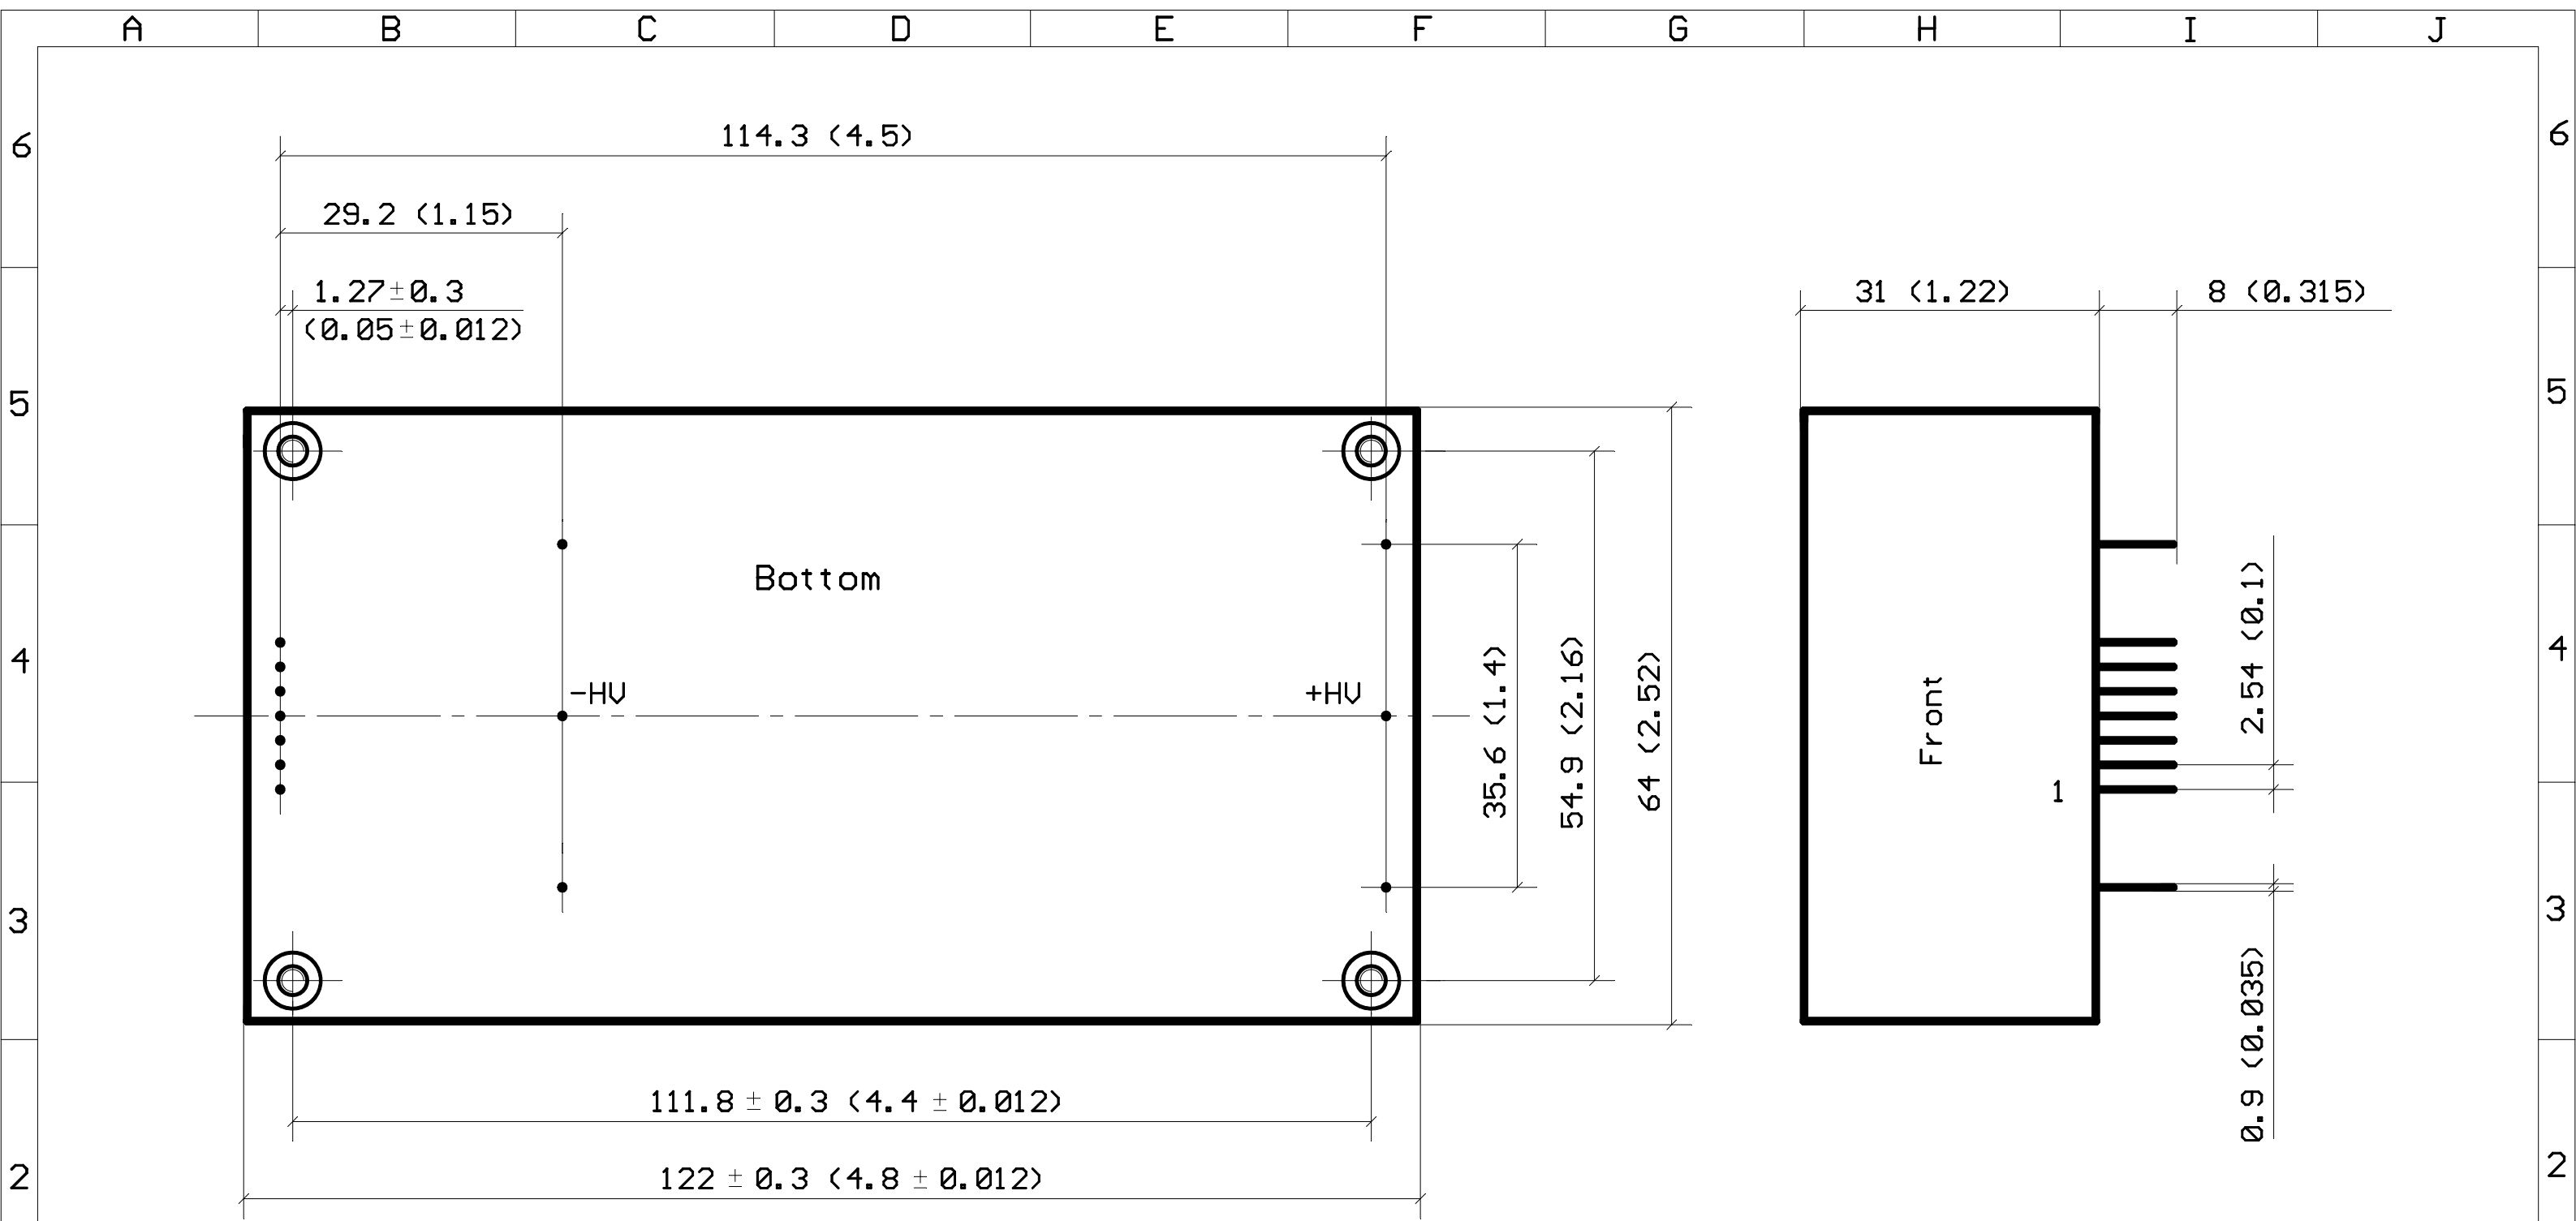 A B C D E F G H I J
114.3 (4.5)
6 6
29.2 (1.15)
1.27±0.3
(0.05±0.012)
31 (1.22) 8 (0.315)
5 5
Bottom
2.54 (0.1)
4 4
-HV +HV
35.6 (1.4)
54.9 (2.16)
64 (2.52)
Front
1
3 3
0.9 (0.035)
111.8 ± 0.3 (4.4 ± 0.012)
122 ± 0.3 (4.8 ± 0.012)
2 2